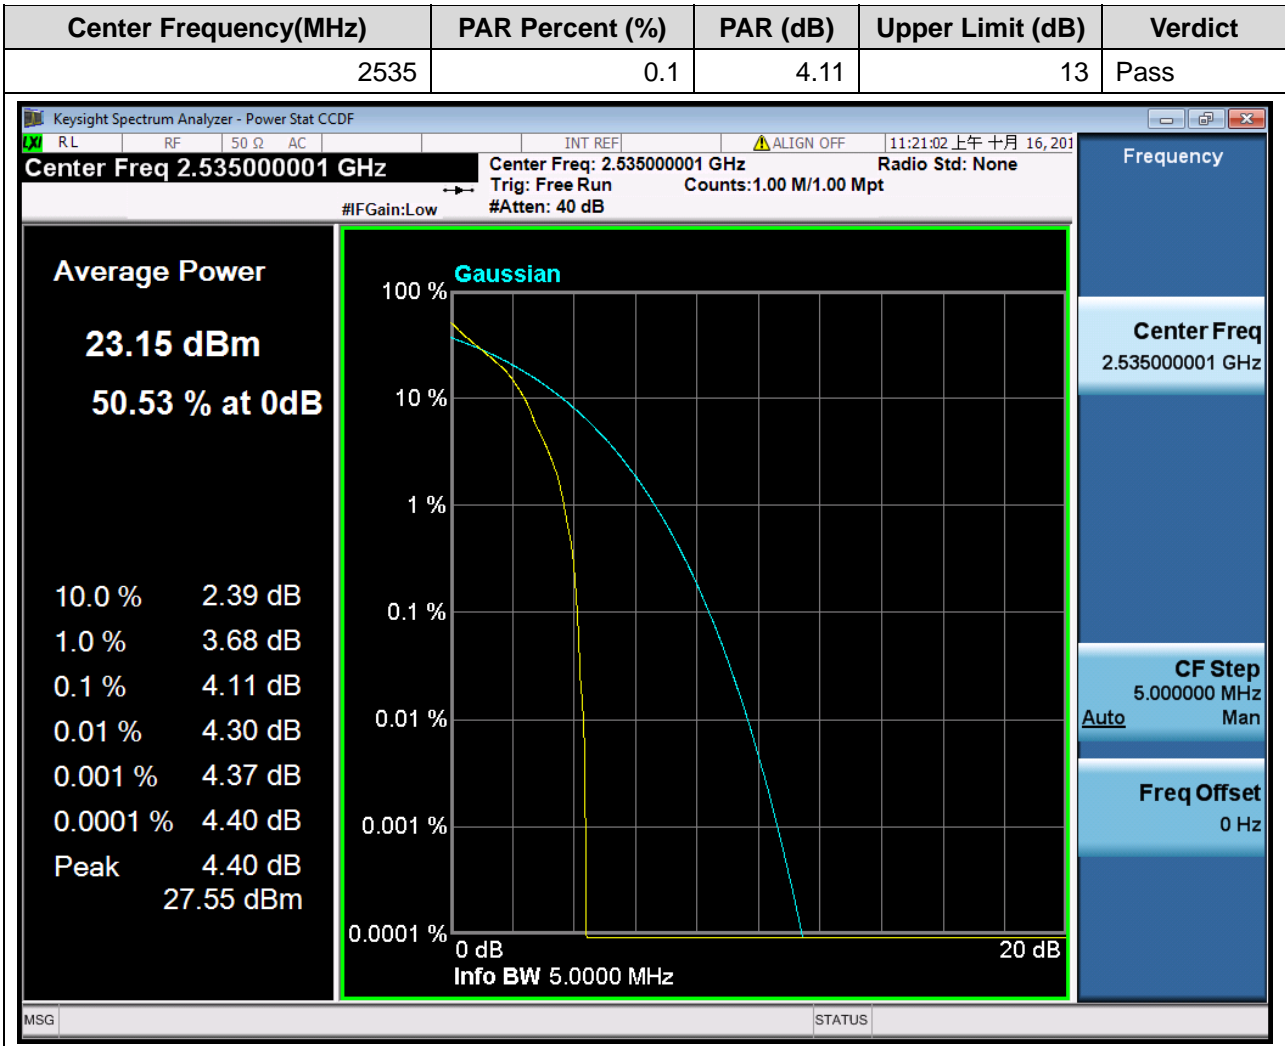 Center Frequency(MHz) PAR Percent (%) PAR (dB) Upper Limit (dB) Verdict
2535 0.1 4.11 13 Pass
Keysight Spectrum Analyzer - Power Stat CCDF
LXI RL RF 50 Ω AC INT REF ALIGN OFF 11:21:02 上午 十月 16, 201
Center Freq 2.535000001 GHz
Center Freq: 2.535000001 GHz Radio Std: None
Trig: Free Run Counts:1.00 M/1.00 Mpt
#IFGain:Low #Atten: 40 dB
Average Power
23.15 dBm
50.53 % at 0dB
10.0 % 2.39 dB
1.0 % 3.68 dB
0.1 % 4.11 dB
0.01 % 4.30 dB
0.001 % 4.37 dB
0.0001 % 4.40 dB
Peak 4.40 dB
27.55 dBm
Gaussian
100 %
10 %
1 %
0.1 %
0.01 %
0.001 %
0.0001 %
0 dB 20 dB
Info BW 5.0000 MHz
Frequency
Center Freq
2.535000001 GHz
CF Step
5.000000 MHz
Auto Man
Freq Offset
0 Hz
MSG STATUS